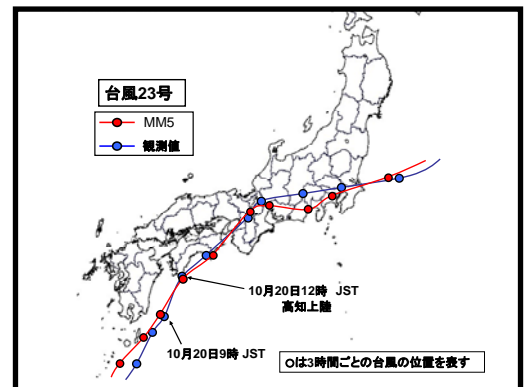 台風23号
MM5
観測値
10月20日12時 JST
高知上陸
10月20日9時 JST
○は3時間ごとの台風の位置を表す